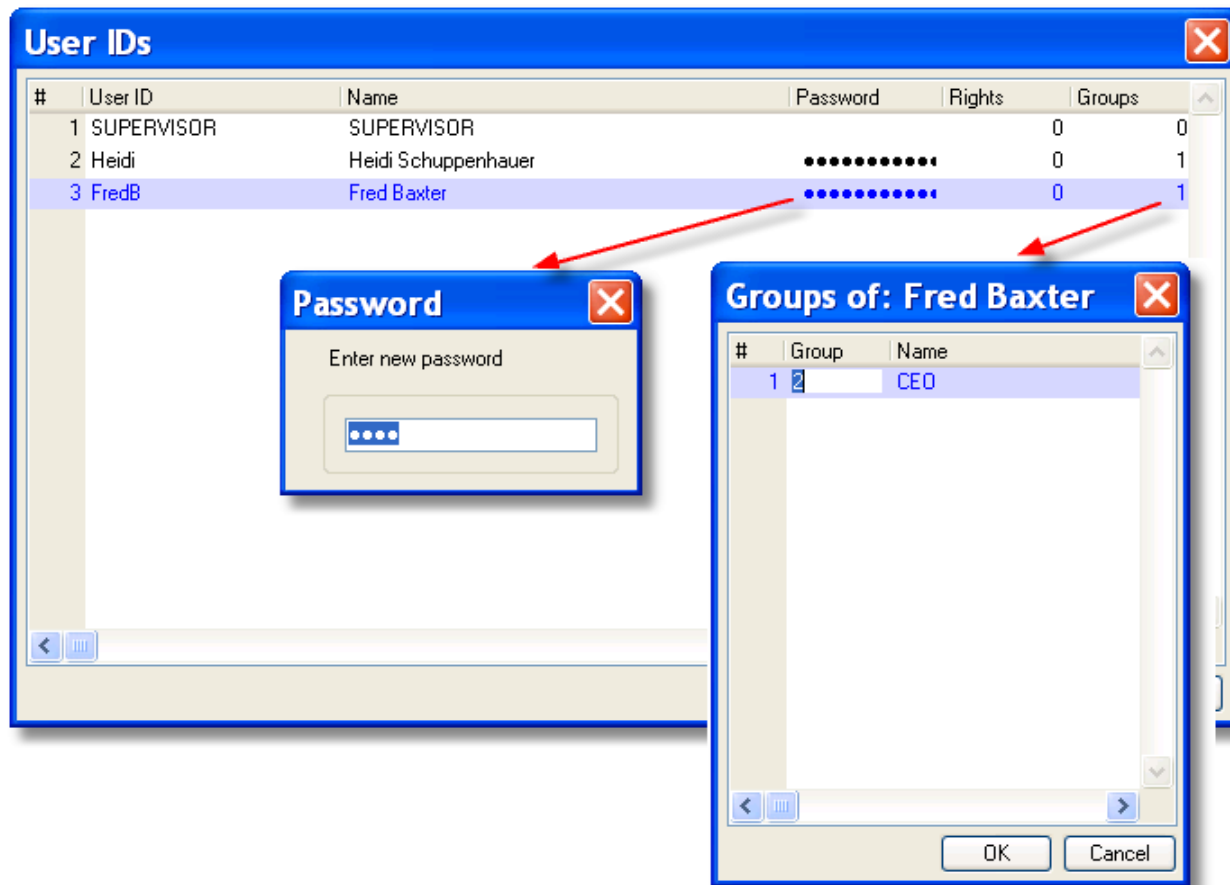 User IDs
# User ID Name Password Rights Groups
1 SUPERVISOR SUPERVISOR 0 0
2 Heidi Heidi Schuppenhauer ●●●●●●●●●●● 0 1
3 FredB Fred Baxter ●●●●●●●●●●● 0 1
Password
Enter new password
●●●●
Groups of: Fred Baxter
# Group Name
1 2 CEO
OK Cancel